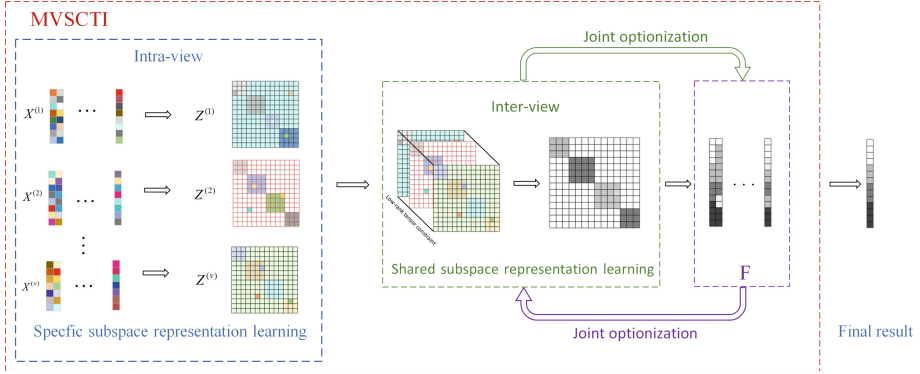 MVSCTI
Intra-view
X(1)
...
Z(1)
X(2)
...
Z(2)
X(v)
...
Z(v)
Specfic subspace representation learning
Joint optionization
Inter-view
Low-rank tensor constraint
Shared subspace representation learning
F
Joint optionization
Final result